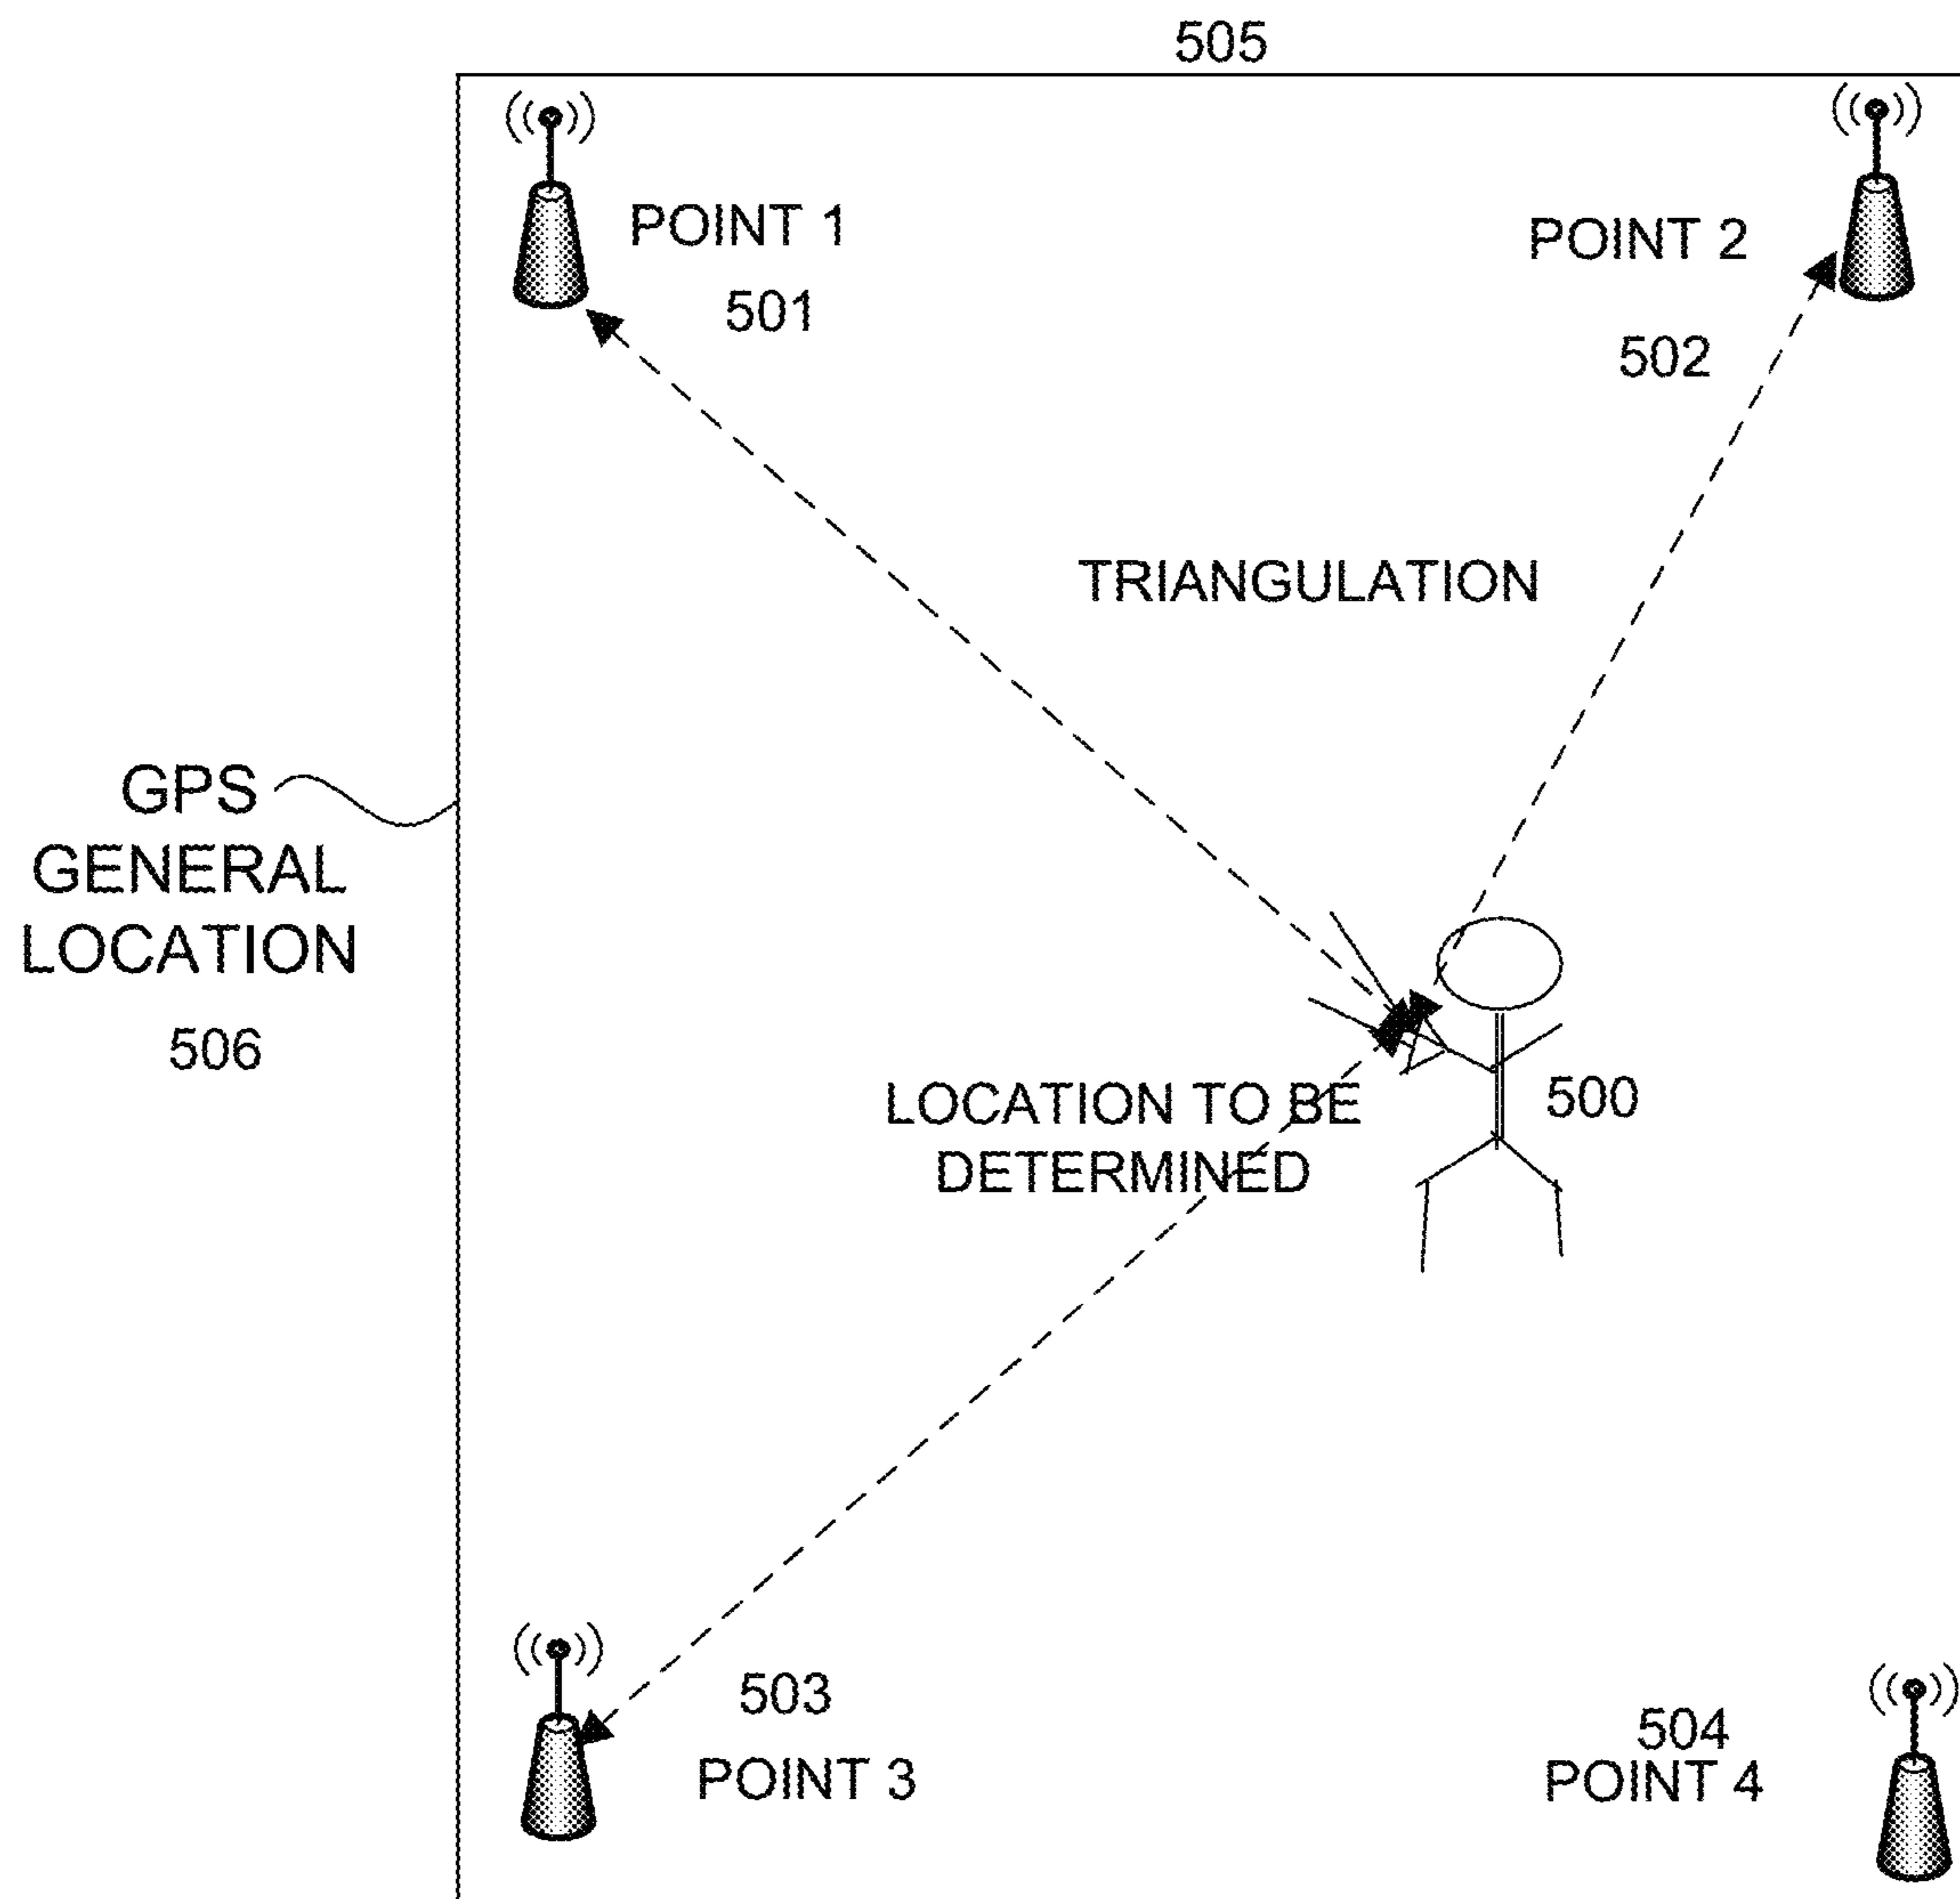 505
POINT 1
501
POINT 2
502
TRIANGULATION
GPS
GENERAL
LOCATION
506
LOCATION TO BE
DETERMINED
500
503
POINT 3
504
POINT 4